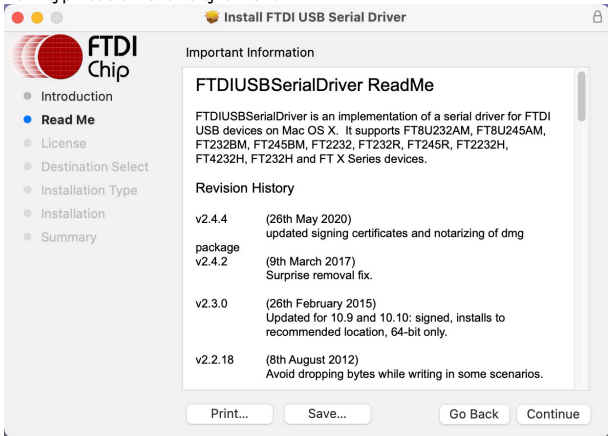 Install FTDI USB Serial Driver
FTDI
Chip
Important Information
Introduction
Read Me
License
Destination Select
Installation Type
Installation
Summary
FTDIUSBSerialDriver ReadMe
FTDIUSBSerialDriver is an implementation of a serial driver for FTDI
USB devices on Mac OS X.  It supports FT8U232AM, FT8U245AM,
FT232BM, FT245BM, FT2232, FT232R, FT245R, FT2232H,
FT4232H, FT232H and FT X Series devices.
Revision History
v2.4.4 (26th May 2020)
updated signing certificates and notarizing of dmg
package
v2.4.2 (9th March 2017)
Surprise removal fix.
v2.3.0 (26th February 2015)
Updated for 10.9 and 10.10: signed, installs to
recommended location, 64-bit only.
v2.2.18 (8th August 2012)
Avoid dropping bytes while writing in some scenarios.
Print...
Save...
Go Back
Continue